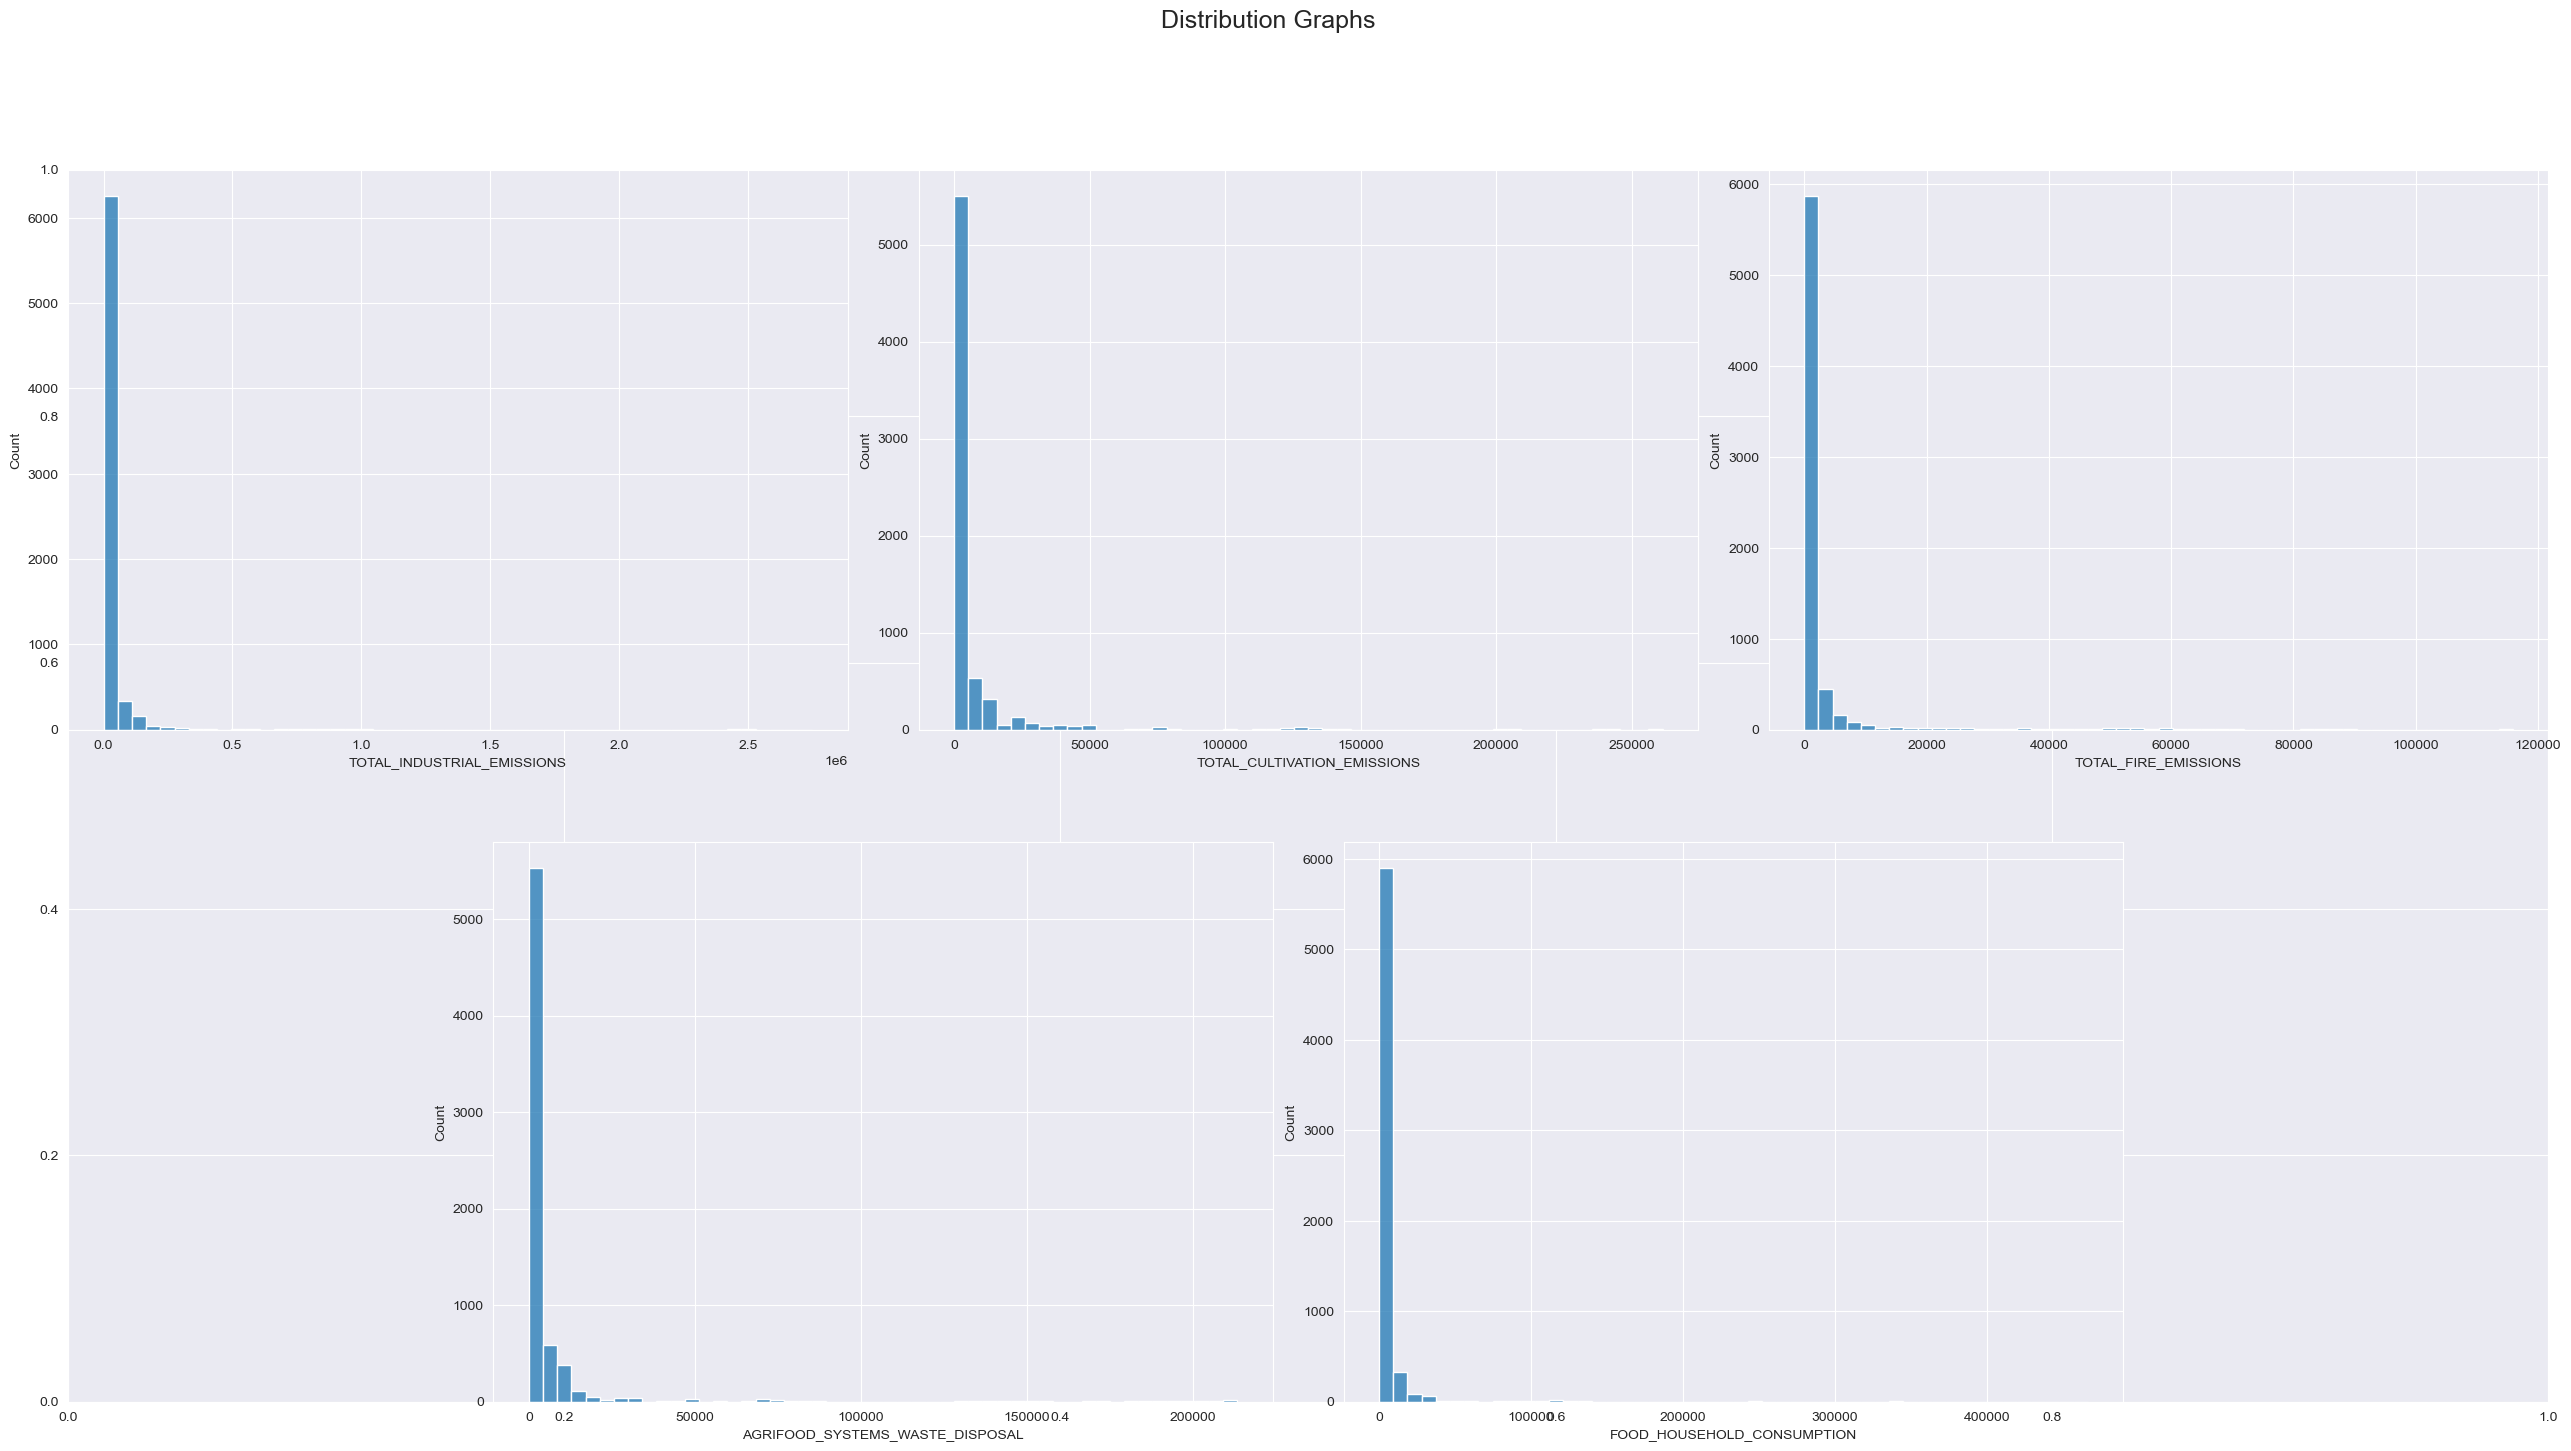 Distribution Graphs
1.0
6000
5000
4000
0.8
3000
2000
1000
0.6
0
Count
0.0 0.5 1.0 1.5 2.0 2.5
1e6
TOTAL_INDUSTRIAL_EMISSIONS
5000
4000
3000
2000
1000
0
Count
0 50000 100000 150000 200000 250000
TOTAL_CULTIVATION_EMISSIONS
6000
5000
4000
3000
2000
1000
0
Count
0 20000 40000 60000 80000 100000 120000
TOTAL_FIRE_EMISSIONS
0.4
0.2
0.0
5000
4000
3000
2000
1000
0
Count
0 50000 100000 150000 200000
AGRIFOOD_SYSTEMS_WASTE_DISPOSAL
6000
5000
4000
3000
2000
1000
0
Count
0 100000 200000 300000 400000
FOOD_HOUSEHOLD_CONSUMPTION
0.0 0.2 0.4 0.6 0.8 1.0